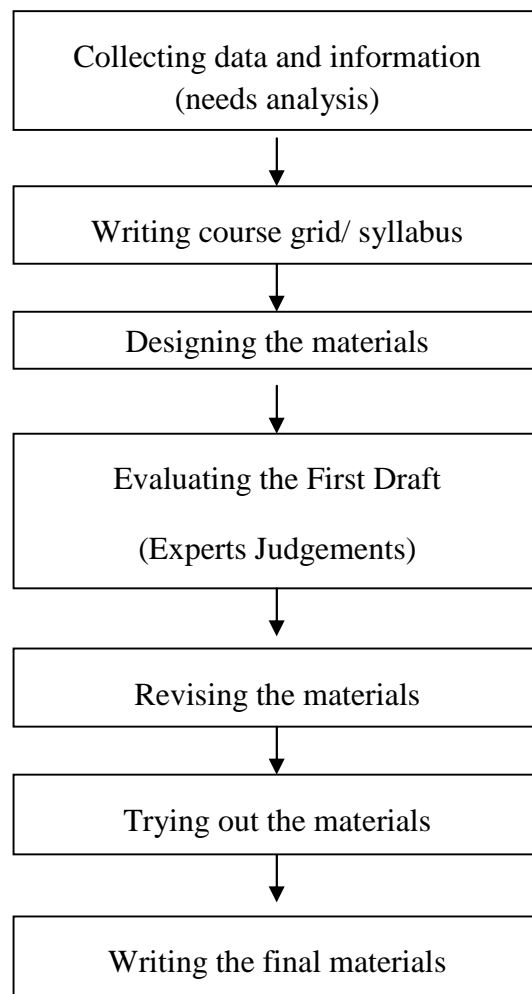 Collecting data and information
(needs analysis)
Writing course grid/ syllabus
Designing the materials
Evaluating the First Draft
(Experts Judgements)
Revising the materials
Trying out the materials
Writing the final materials